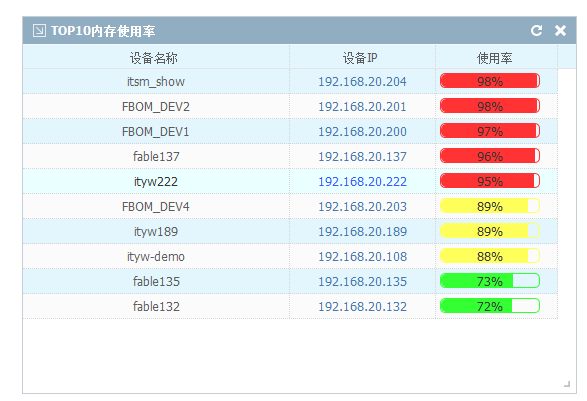 TOP10内存使用率
设备名称 设备IP 使用率
itsm_show 192.168.20.204 98%
FBOM_DEV2 192.168.20.201 98%
FBOM_DEV1 192.168.20.200 97%
fable137 192.168.20.137 96%
ityw222 192.168.20.222 95%
FBOM_DEV4 192.168.20.203 89%
ityw189 192.168.20.189 89%
ityw-demo 192.168.20.108 88%
fable135 192.168.20.135 73%
fable132 192.168.20.132 72%